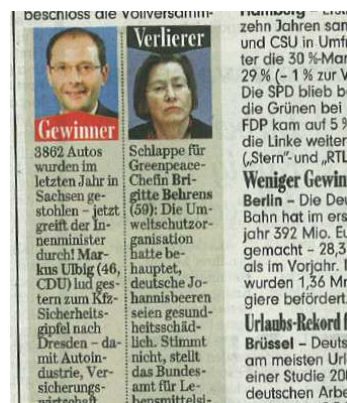 beschloss die Vollversamm-
Gewinner
3862 Autos
wurden im
letzten Jahr in
Sachsen ge-
stohlen – jetzt
greift der In-
nenminister
durch! Mar-
kus Ulbig (46,
CDU) lud ges-
tern zum Kfz-
Sicherheits-
gipfel nach
Dresden – da-
mit Autoin-
dustrie, Ver-
sicherungs-
wirtschaft
Verlierer
Schlappe für
Greenpeace-
Chefin Bri-
gitte Behrens
(59): Die Um-
weltschutzor-
ganisation
hatte be-
hauptet,
deutsche Jo-
hannisbeeren
seien gesund-
heitsschäd-
lich. Stimmt
nicht, stellt
das Bundes-
amt für Le-
bensmittelsi-
Hamburg –
zehn Jahren
und CSU in Umf
ter die 30 %-Mar
29 % (– 1 % zur V
Die SPD blieb b
die Grünen bei
FDP kam auf 5 %
die Linke weiter
(„Stern"- und „RTL
Weniger Gewin
Berlin – Die Deu
Bahn hat im ers
jahr 392 Mio. Eu
gemacht – 28,3
als im Vorjahr. I
wurden 1,36 Mr
giere befördert.
Urlaubs-Rekord f
Brüssel – Deuts
am meisten Url
einer Studie 200
deutschen Arbe